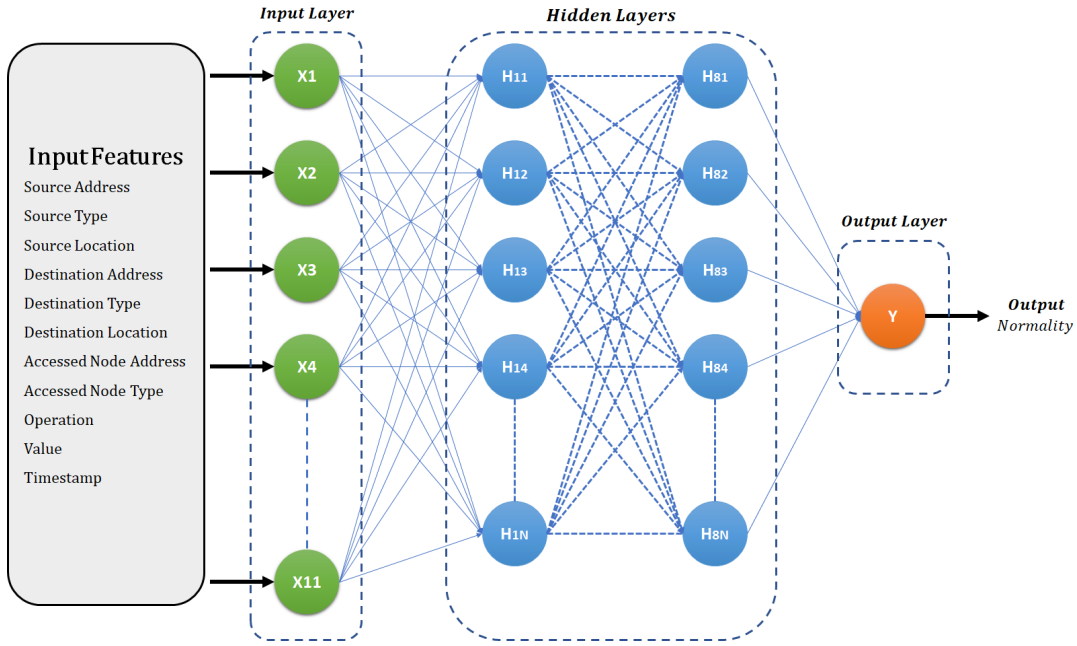 Input Layer
Hidden Layers
Input Features
Source Address
Source Type
Source Location
Destination Address
Destination Type
Destination Location
Accessed Node Address
Accessed Node Type
Operation
Value
Timestamp
X1
X2
X3
X4
X11
H11
H12
H13
H14
H1N
H81
H82
H83
H84
H8N
Output Layer
Y
Output
Normality